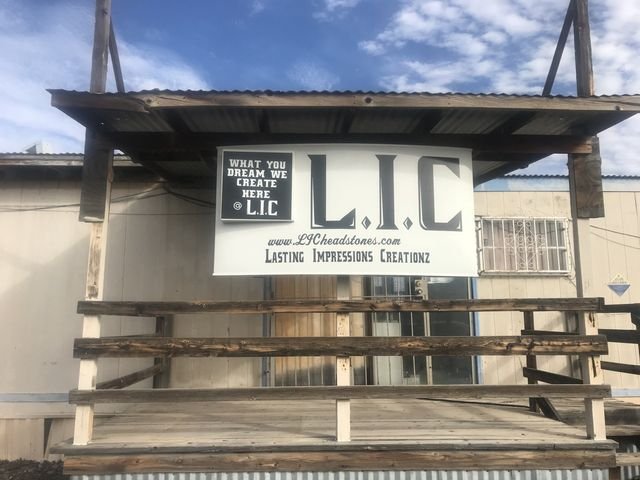 WHAT YOU
DREAM WE
CREATE
HERE
@ L.I.C
L.I.C
www.LICheadstones.com
LASTING IMPRESSIONS CREATIONZ